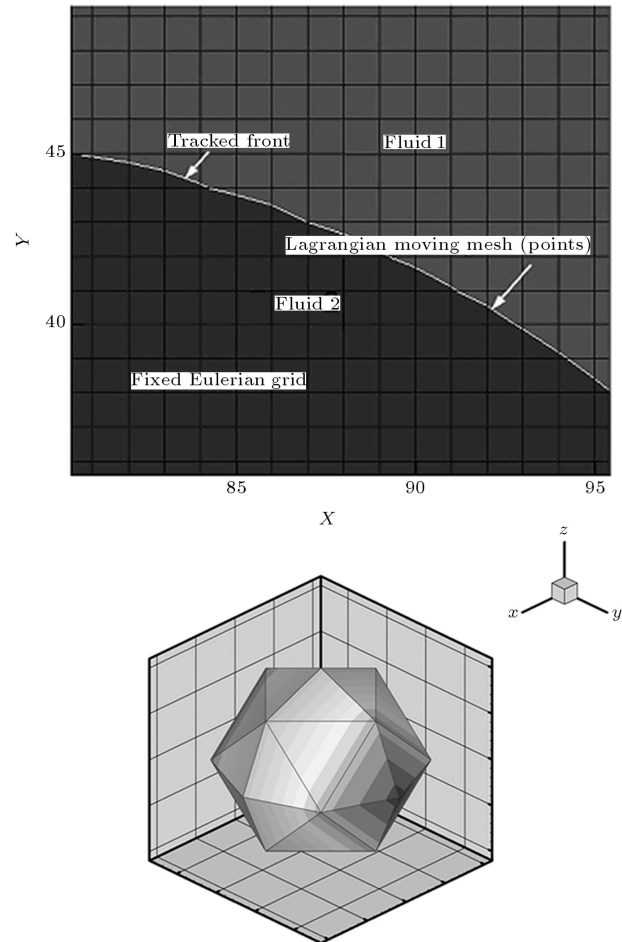 45
Tracked front
Fluid 1
Lagrangian moving mesh (points)
Y
Fluid 2
40
Fixed Eulerian grid
85
90
95
X
z
x
y